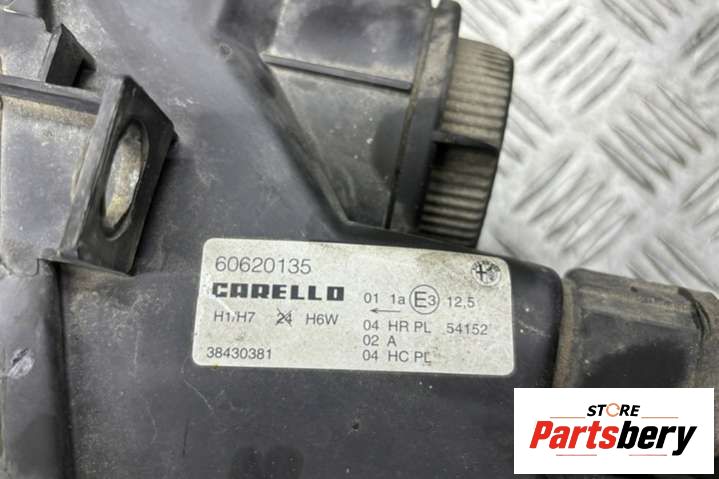 60620135
CARELLO
01 1a E3 12,5
H1/H7 24 H6W
04 HR PL 54152
02 A
38430381
04 HC PL
STORE
Partsbery